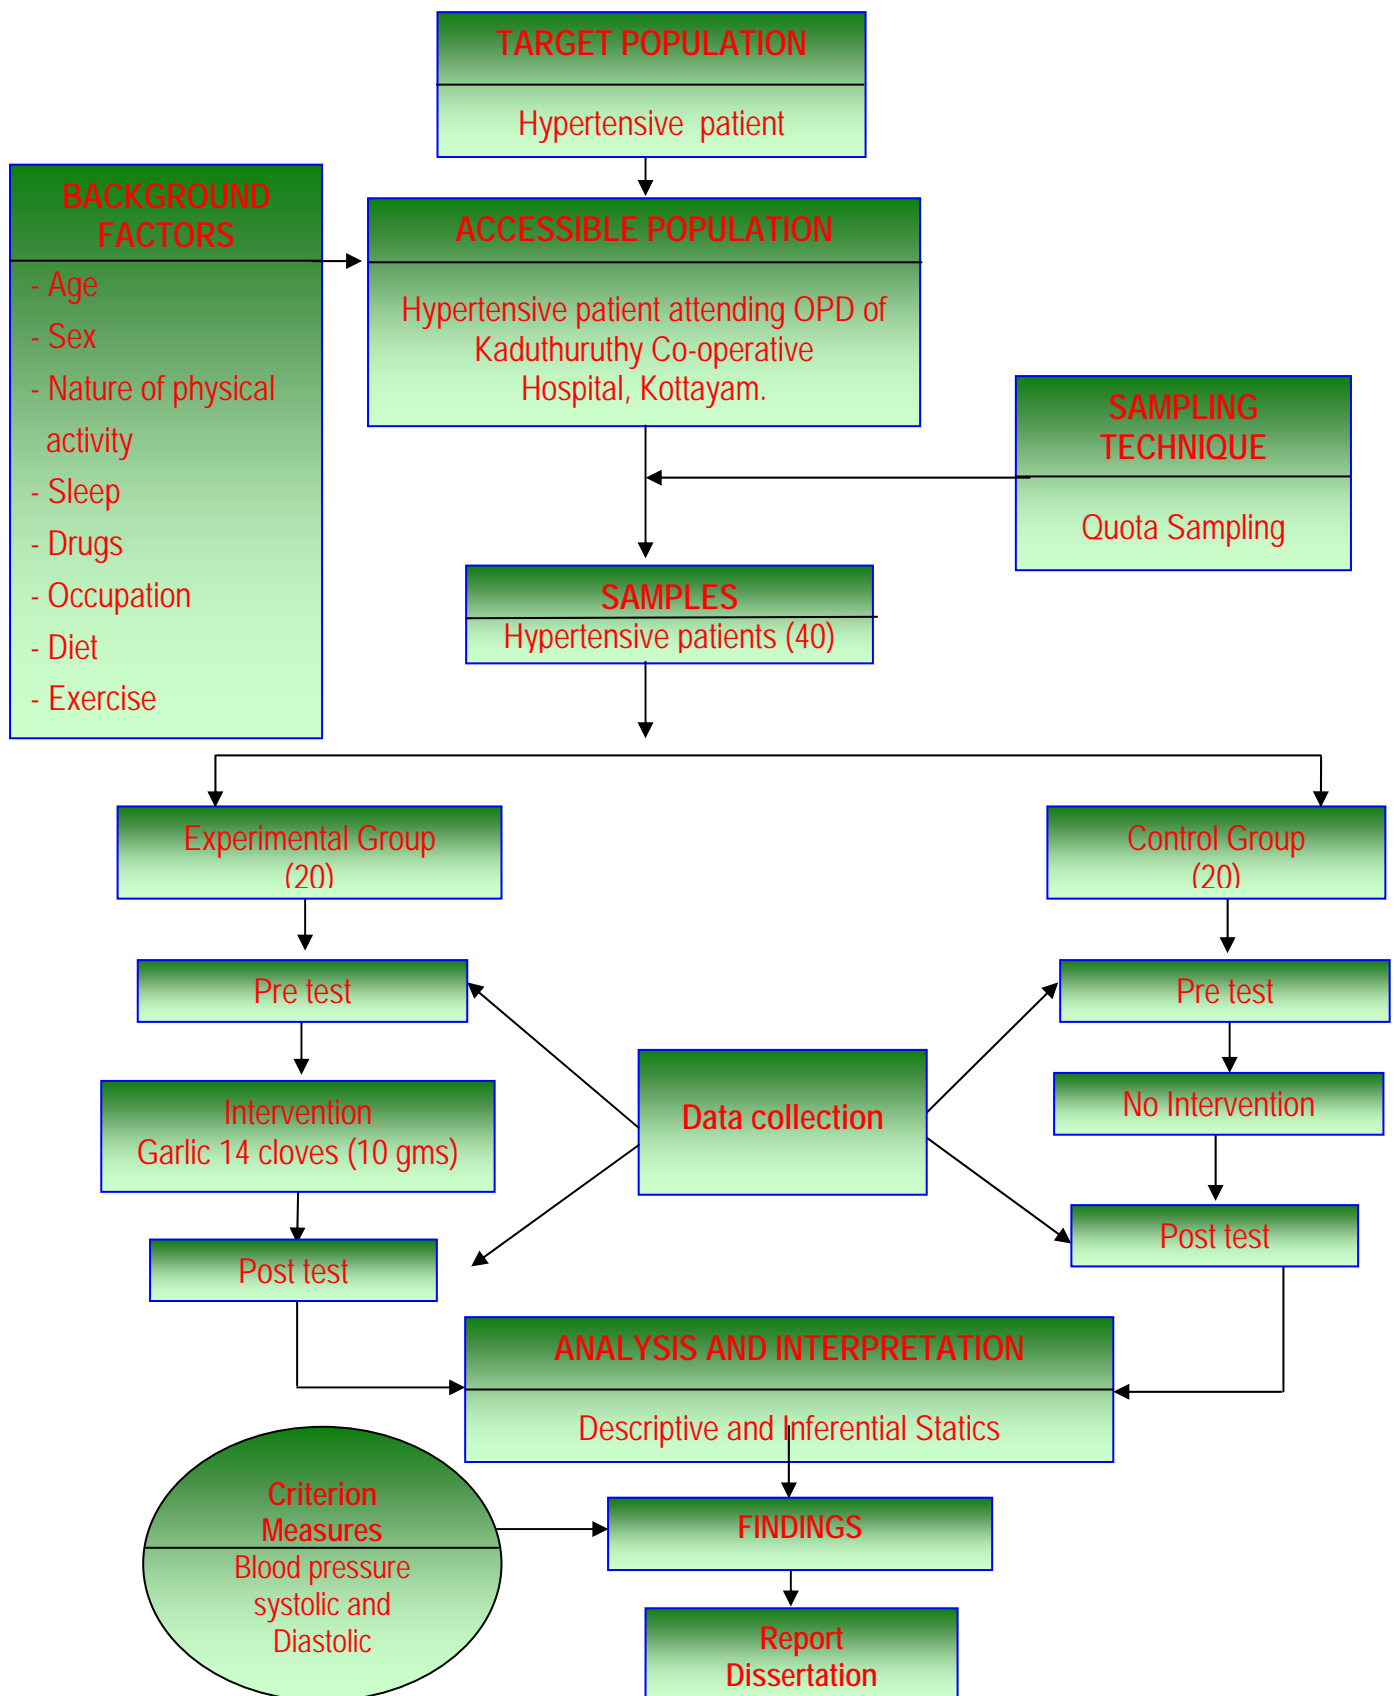 TARGET POPULATION
Hypertensive patient
BACKGROUND
FACTORS
- Age
- Sex
- Nature of physical
activity
- Sleep
- Drugs
- Occupation
- Diet
- Exercise
ACCESSIBLE POPULATION
Hypertensive patient attending OPD of
Kaduthuruthy Co-operative
Hospital, Kottayam.
SAMPLING
TECHNIQUE
Quota Sampling
SAMPLES
Hypertensive patients (40)
Experimental Group
(20)
Control Group
(20)
Pre test
Pre test
Intervention
Garlic 14 cloves (10 gms)
Data collection
No Intervention
Post test
Post test
ANALYSIS AND INTERPRETATION
Descriptive and Inferential Statics
Criterion
Measures
Blood pressure
systolic and
Diastolic
FINDINGS
Report
Dissertation